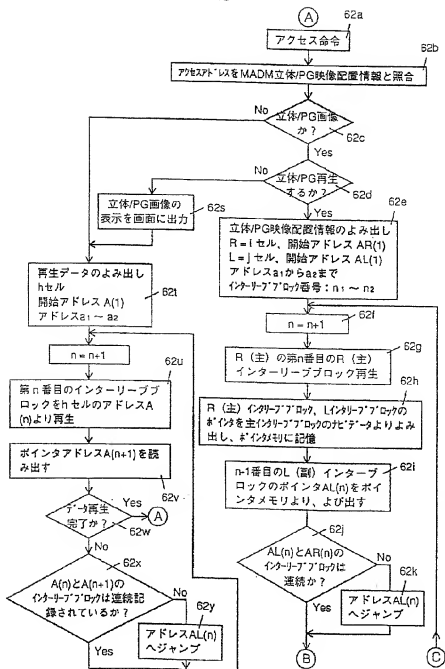 A
62a
アクセス命令
62b
アクセスアドレスをMADM立体/PG映像配置情報と照合
No
立体/PG画像
か？
62c
Yes
No
立体/PG再生
するか？
62d
Yes
立体/PG画像の
表示を画面に出力
62s
62e
立体/PG映像配置情報のよみ出し
R=iセル、開始アドレスAR(1)
L=jセル、開始アドレスAL(1)
アドレスa1からa2まで
インターリーブブロック番号：n1～n2
再生データのよみ出し
hセル
開始アドレスA(1)
アドレスa1～a2
62t
n=n+1
62f
n=n+1
62g
R（主）の第n番目のR（主）
インターリーブブロック再生
62u
第n番目のインターリーブブ
ロックをhセルのアドレスA
(n)より再生
62h
R（主）インタリーブブロック、Lインタリーブブロックの
ポインタを主インタリーブブロックのナビデータよりよみ
出し、ポインタメモリに記憶
ポインタアドレスA(n+1)を読
み出す
62v
62i
n-1番目のL（副）インターブ
ロックのポインタAL(n)をポイ
ンタメモリより、よび出す
データ再生
完了か？
Yes
A
62w
No
62j
AL(n)とAR(n)の
インターリーブブロックは
連続か？
No
62k
Yes
アドレスAL(n)
へジャンプ
62x
A(n)とA(n+1)の
インターリーブブロックは連続記
録されているか？
No
62y
アドレスAL(n)
へジャンプ
Yes
B
C